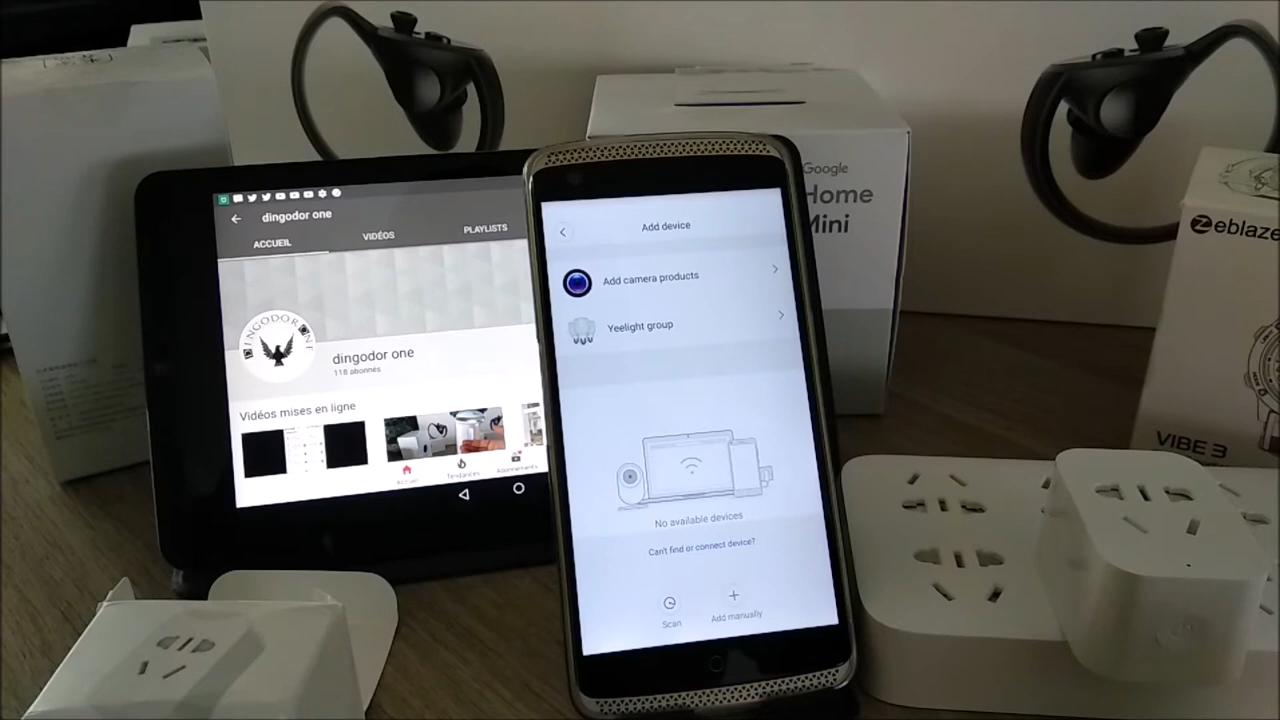 dingodor one
ACCUEIL
VIDÉOS
PLAYLISTS
DINGODOR ONE
dingodor one
118 abonnés
Vidéos mises en ligne
Accueil
Tendances
Abonnements
Add device
Add camera products
Yeelight group
No available devices
Can't find or connect device?
Scan
Add manually
Google
Home
Mini
Zeblaze
VIBE 3